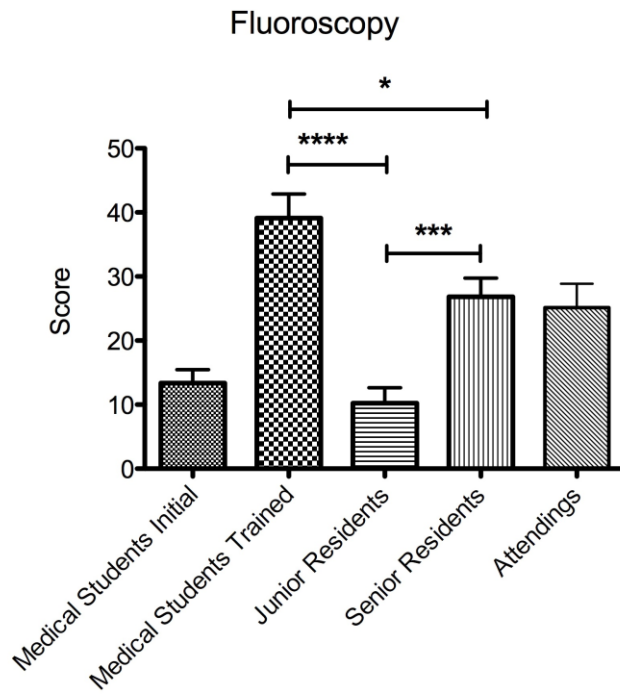 Fluoroscopy
*
****
***
Score
50
40
30
20
10
0
Medical Students Initial
Medical Students Trained
Junior Residents
Senior Residents
Attendings